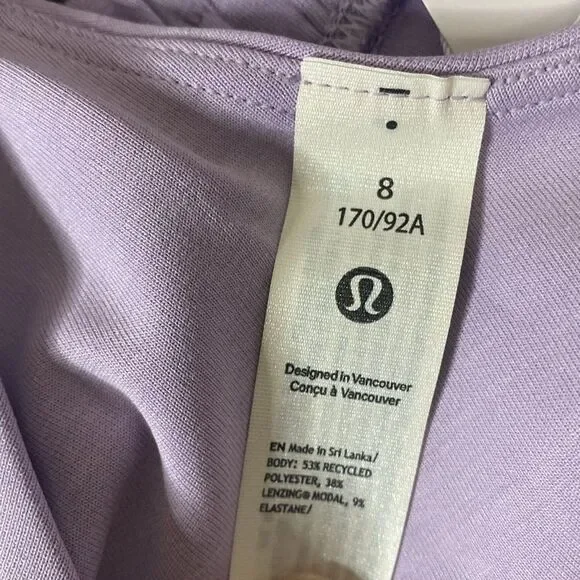 8
170/92A
Designed in Vancouver
Conçu à Vancouver
EN Made in Sri Lanka/
BODY: 53% RECYCLED
POLYESTER, 38%
LENZING® MODAL, 9%
ELASTANE/